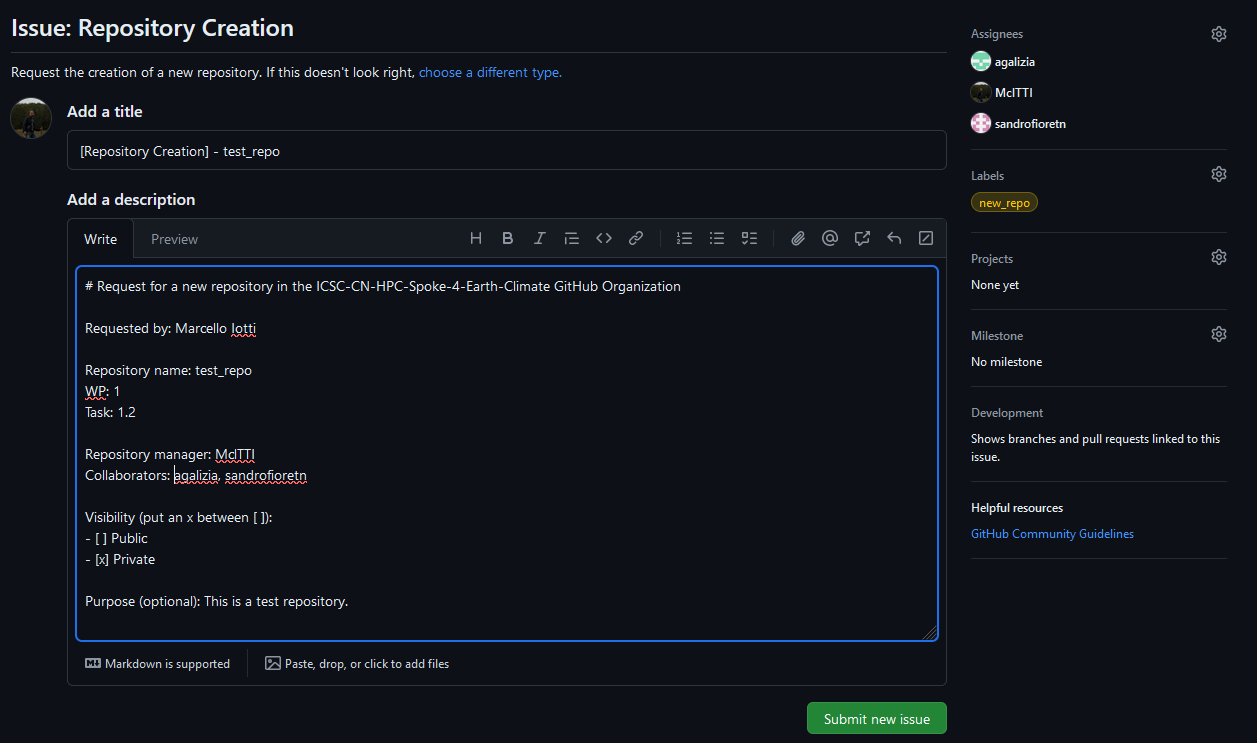 Issue: Repository Creation
Request the creation of a new repository. If this doesn't look right, choose a different type.
Add a title
[Repository Creation] - test_repo
Add a description
Write Preview
# Request for a new repository in the ICSC-CN-HPC-Spoke-4-Earth-Climate GitHub Organization
Requested by: Marcello Iotti
Repository name: test_repo
WP: 1
Task: 1.2
Repository manager: McITTI
Collaborators: agalizia, sandrofioretn
Visibility (put an x between [ ]):
- [ ] Public
- [x] Private
Purpose (optional): This is a test repository.
Markdown is supported
Paste, drop, or click to add files
Submit new issue
Assignees
agalizia
McITTI
sandrofioretn
Labels
new_repo
Projects
None yet
Milestone
No milestone
Development
Shows branches and pull requests linked to this
issue.
Helpful resources
GitHub Community Guidelines